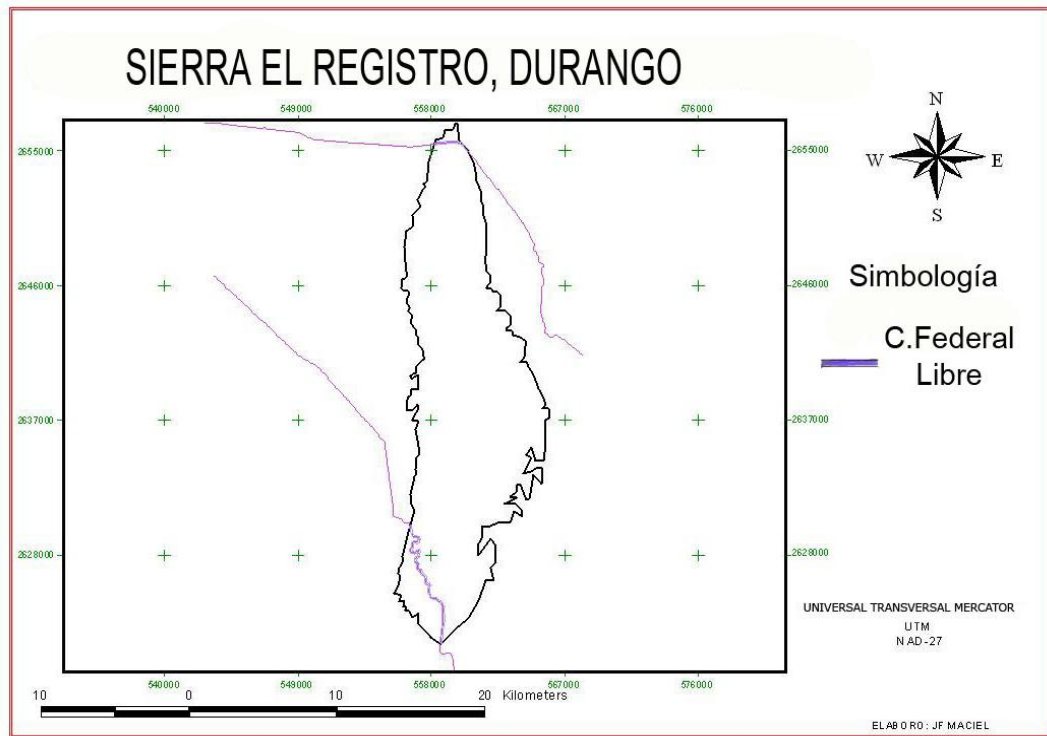 SIERRA EL REGISTRO, DURANGO
540000 549000 558000 567000 576000
2655000 2655000
2646000 2646000
2637000 2637000
2628000 2628000
540000 549000 558000 567000 576000
N
W E
S
Simbología
C.Federal
Libre
UNIVERSAL TRANSVERSAL MERCATOR
UTM
NAD-27
10 0 10 20 Kilometers
ELABORO: JF MACIEL